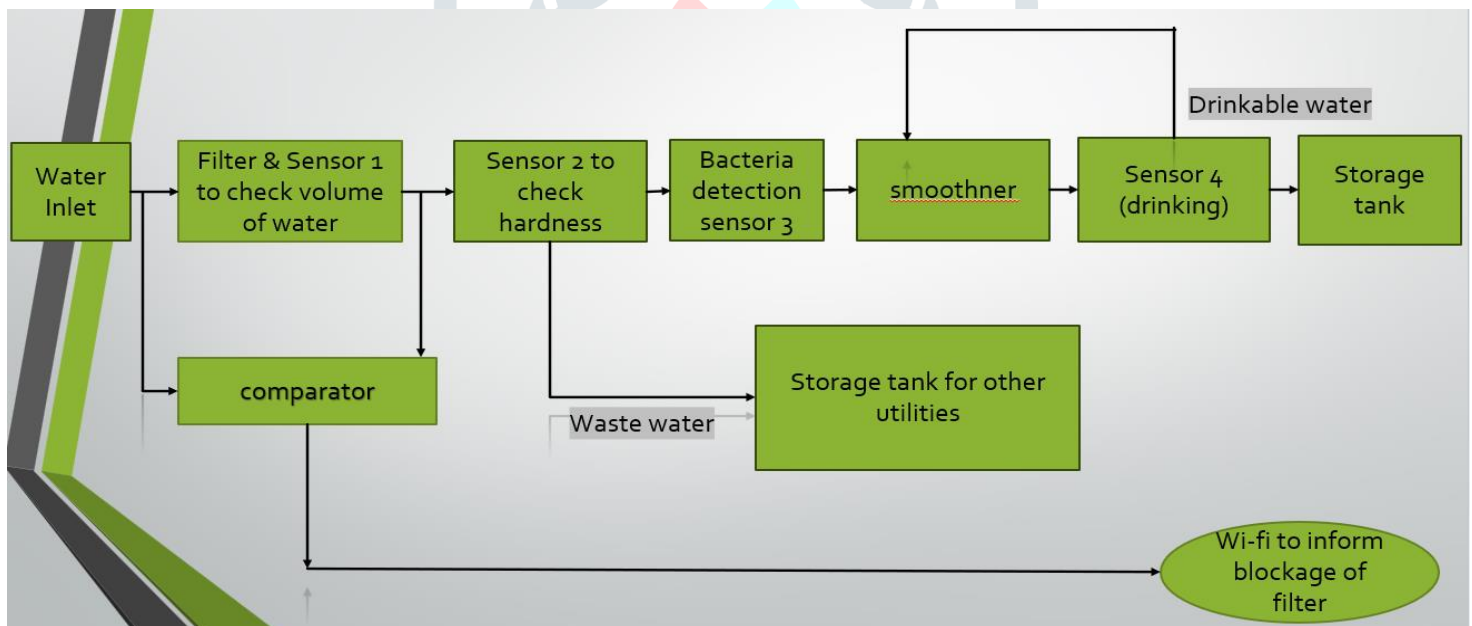 Drinkable water
Water
Inlet
Filter & Sensor 1
to check volume
of water
Sensor 2 to
check
hardness
Bacteria
detection
sensor 3
smoothner
Sensor 4
(drinking)
Storage
tank
comparator
Storage tank for other
utilities
Waste water
Wi-fi to inform
blockage of
filter